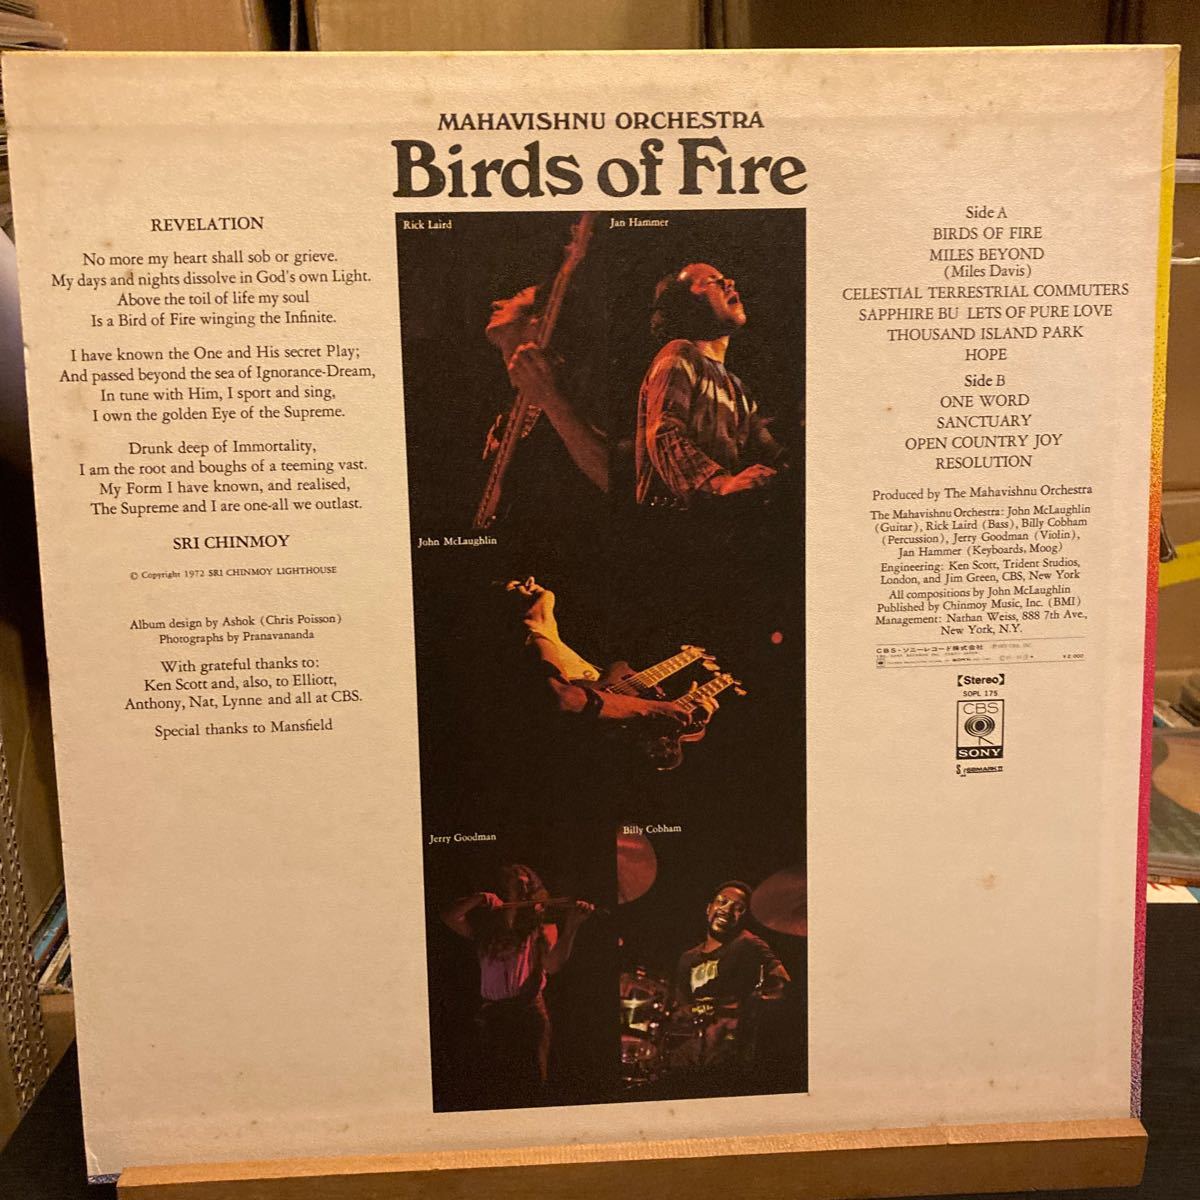 MAHAVISHNU ORCHESTRA
Birds of Fire
REVELATION
No more my heart shall sob or grieve.
My days and nights dissolve in God's own Light.
Above the toil of life my soul
Is a Bird of Fire winging the Infinite.
I have known the One and His secret Play;
And passed beyond the sea of Ignorance-Dream,
In tune with Him, I sport and sing,
I own the golden Eye of the Supreme.
Drunk deep of Immortality,
I am the root and boughs of a teeming vast.
My Form I have known, and realised,
The Supreme and I are one-all we outlast.
SRI CHINMOY
© Copyright 1972 SRI CHINMOY LIGHTHOUSE
Album design by Ashok (Chris Poisson)
Photographs by Pranavananda
With grateful thanks to:
Ken Scott and, also, to Elliott,
Anthony, Nat, Lynne and all at CBS.
Special thanks to Mansfield
Rick Laird
Jan Hammer
John McLaughlin
Jerry Goodman
Billy Cobham
Side A
BIRDS OF FIRE
MILES BEYOND
(Miles Davis)
CELESTIAL TERRESTRIAL COMMUTERS
SAPPHIRE BU LETS OF PURE LOVE
THOUSAND ISLAND PARK
HOPE
Side B
ONE WORD
SANCTUARY
OPEN COUNTRY JOY
RESOLUTION
Produced by The Mahavishnu Orchestra
The Mahavishnu Orchestra: John McLaughlin
(Guitar), Rick Laird (Bass), Billy Cobham
(Percussion), Jerry Goodman (Violin),
Jan Hammer (Keyboards, Moog)
Engineering: Ken Scott, Trident Studios,
London, and Jim Green, CBS, New York
All compositions by John McLaughlin
Published by Chinmoy Music, Inc. (BMI)
Management: Nathan Weiss, 888 7th Ave.,
New York, N.Y.
CBS・ソニーレコード株式会社
¥2,000
【Stereo】
SOPL 175
CBS
SONY